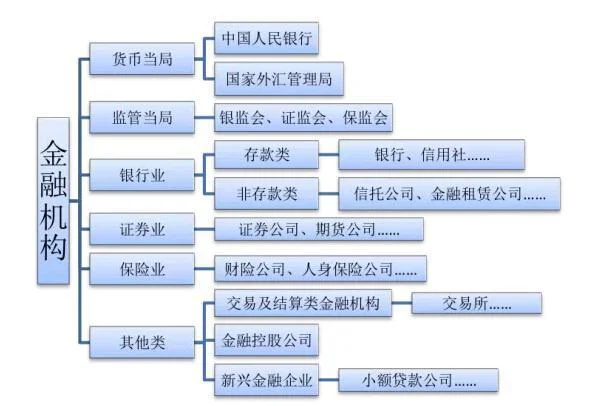 金融机构
货币当局
中国人民银行
国家外汇管理局
监管当局
银监会、证监会、保监会
银行业
存款类
银行、信用社......
非存款类
信托公司、金融租赁公司......
证券业
证券公司、期货公司......
保险业
财险公司、人身保险公司......
其他类
交易及结算类金融机构
交易所......
金融控股公司
新兴金融企业
小额贷款公司......